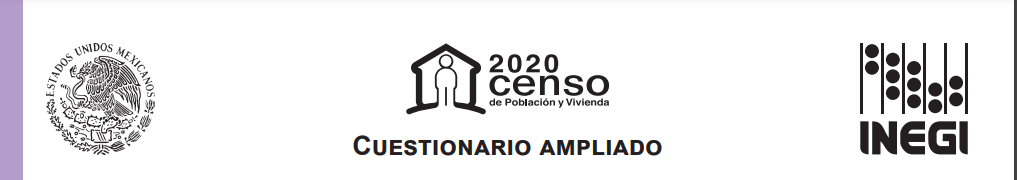 ESTADOS UNIDOS MEXICANOS
2020
censo
de Población y Vivienda
CUESTIONARIO AMPLIADO
INEGI